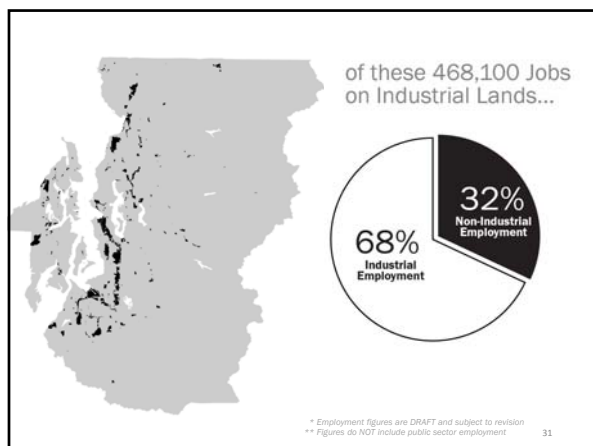 of these 468,100 Jobs
on Industrial Lands...
32%
Non-Industrial
Employment
68%
Industrial
Employment
* Employment figures are DRAFT and subject to revision
** Figures do NOT include public sector employment
31